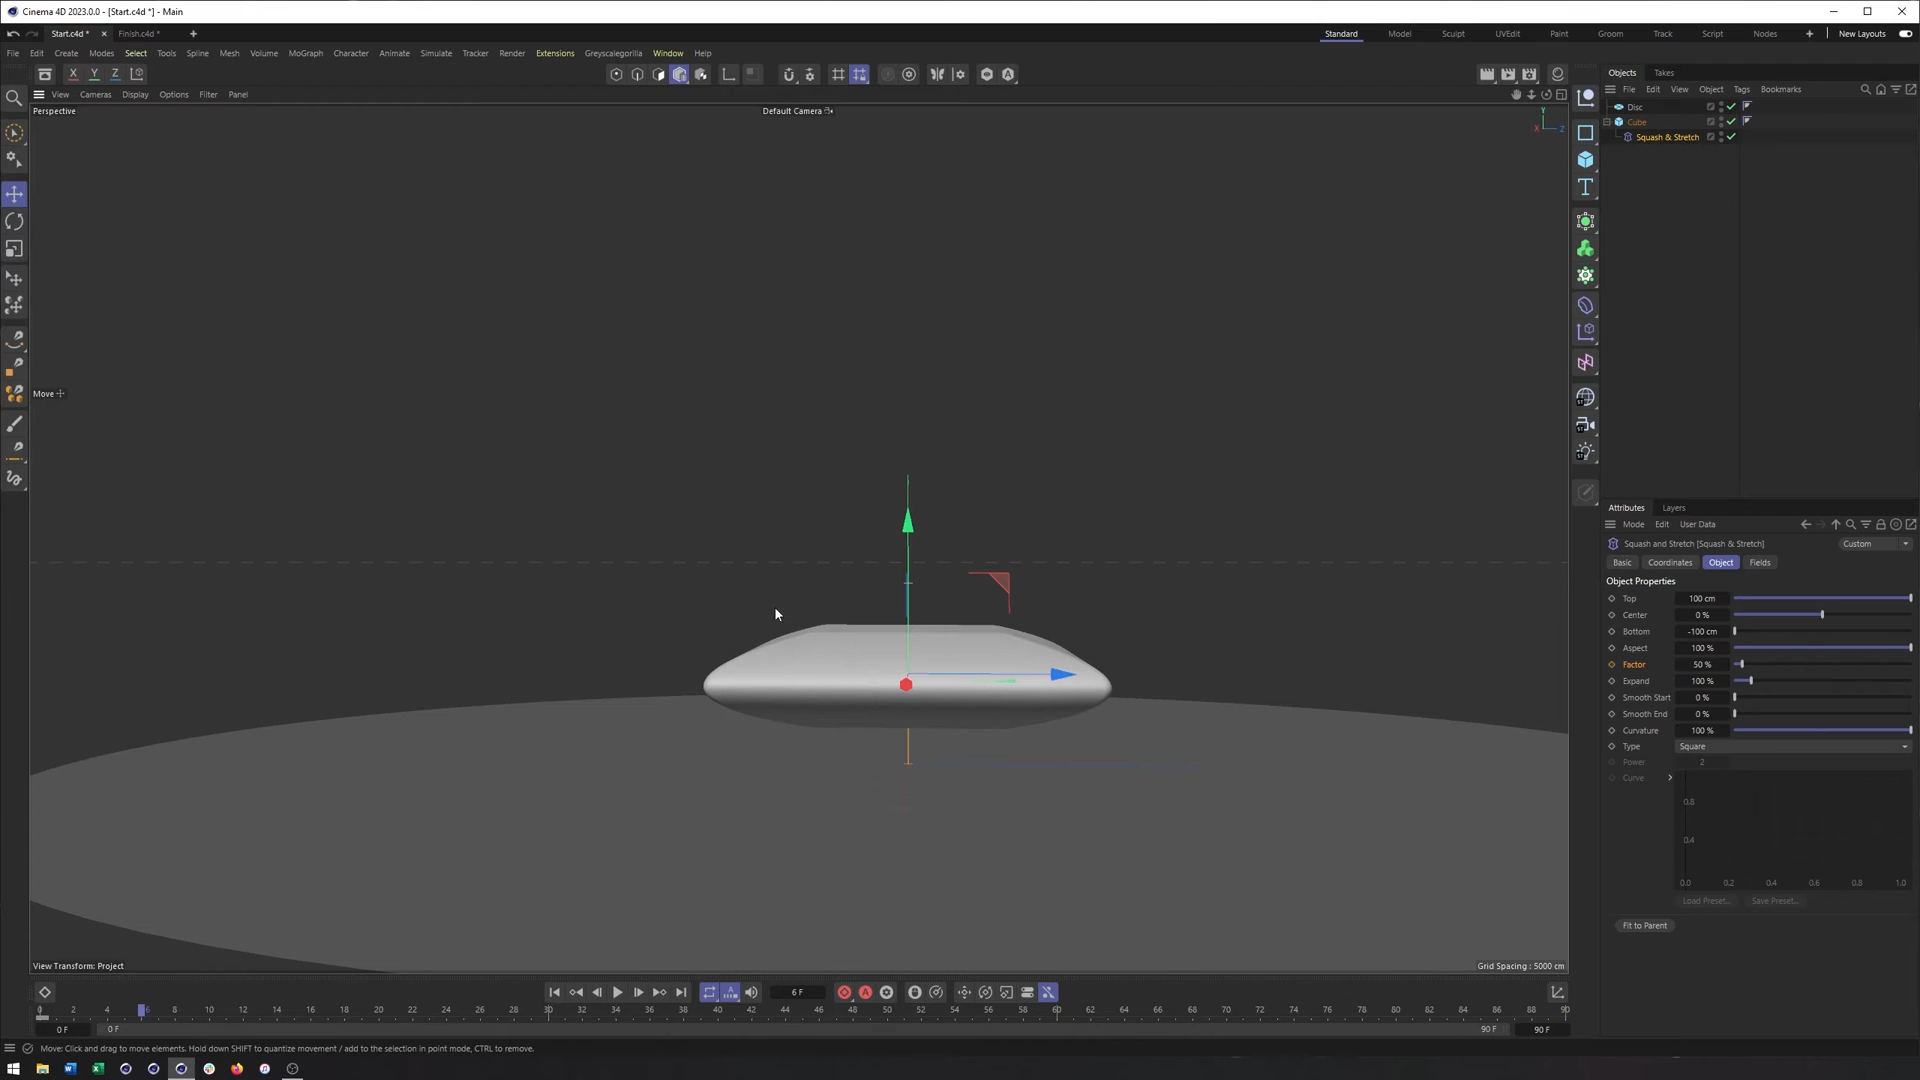 Cinema 4D 2023.0.0 - [Start.c4d *] - Main
Start.c4d * × Finish.c4d * +
Standard Model Sculpt UVEdit Paint Groom Track Script Nodes + New Layouts
File Edit Create Modes Select Tools Spline Mesh Volume MoGraph Character Animate Simulate Tracker Render Extensions Greyscalegorilla Window Help
X Y Z
View Cameras Display Options Filter Panel
Perspective
Default Camera
Y
X Z
Move
View Transform: Project
Grid Spacing : 5000 cm
Objects Takes
File Edit View Object Tags Bookmarks
Disc
Cube
Squash & Stretch
Attributes Layers
Mode Edit User Data
Squash and Stretch [Squash & Stretch] Custom
Basic Coordinates Object Fields
Object Properties
Top 100 cm
Center 0 %
Bottom -100 cm
Aspect 100 %
Factor 50 %
Expand 100 %
Smooth Start 0 %
Smooth End 0 %
Curvature 100 %
Type Square
Power 2
Curve
0.8
0.4
0.0 0.2 0.4 0.6 0.8 1.0
Load Preset... Save Preset...
Fit to Parent
6 F
0 2 4 6 8 10 12 14 16 18 20 22 24 26 28 30 32 34 36 38 40 42 44 46 48 50 52 54 56 58 60 62 64 66 68 70 72 74 76 78 80 82 84 86 88 90
0 F 0 F 90 F 90 F
Move: Click and drag to move elements. Hold down SHIFT to quantize movement / add to the selection in point mode, CTRL to remove.